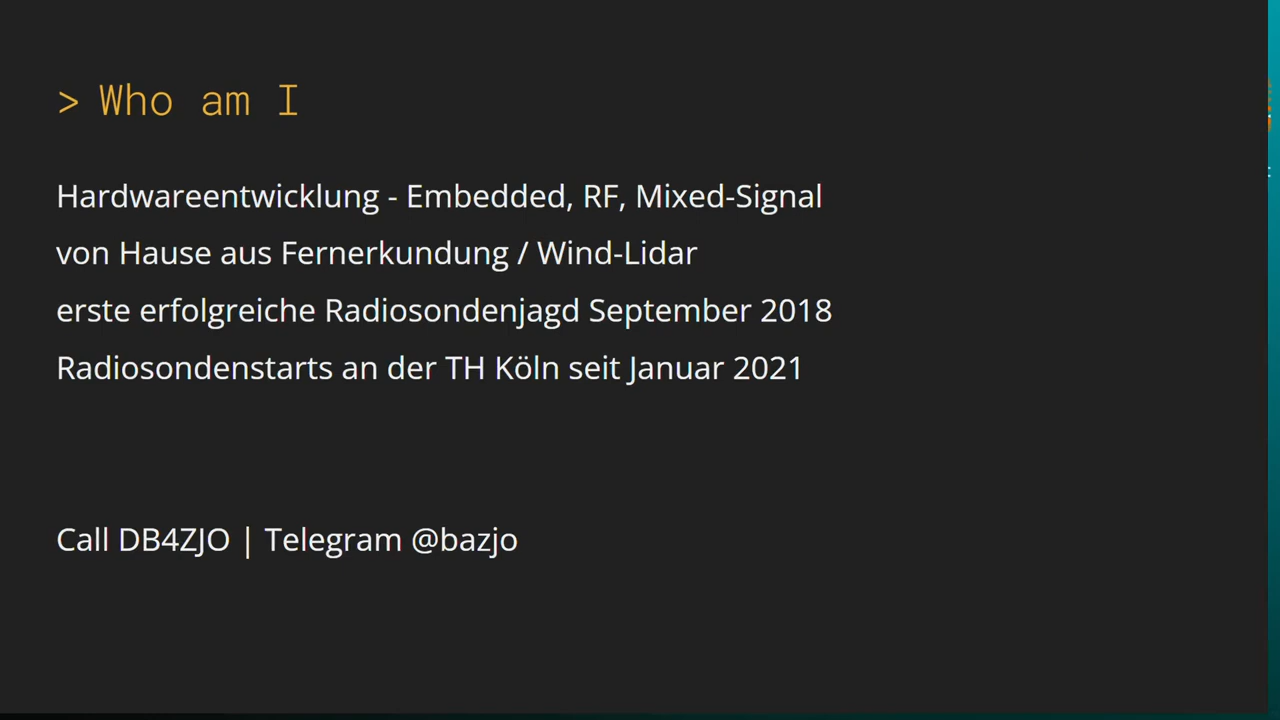 > Who am I
Hardwareentwicklung - Embedded, RF, Mixed-Signal
von Hause aus Fernerkundung / Wind-Lidar
erste erfolgreiche Radiosondenjagd September 2018
Radiosondenstarts an der TH Köln seit Januar 2021
Call DB4ZJO | Telegram @bazjo